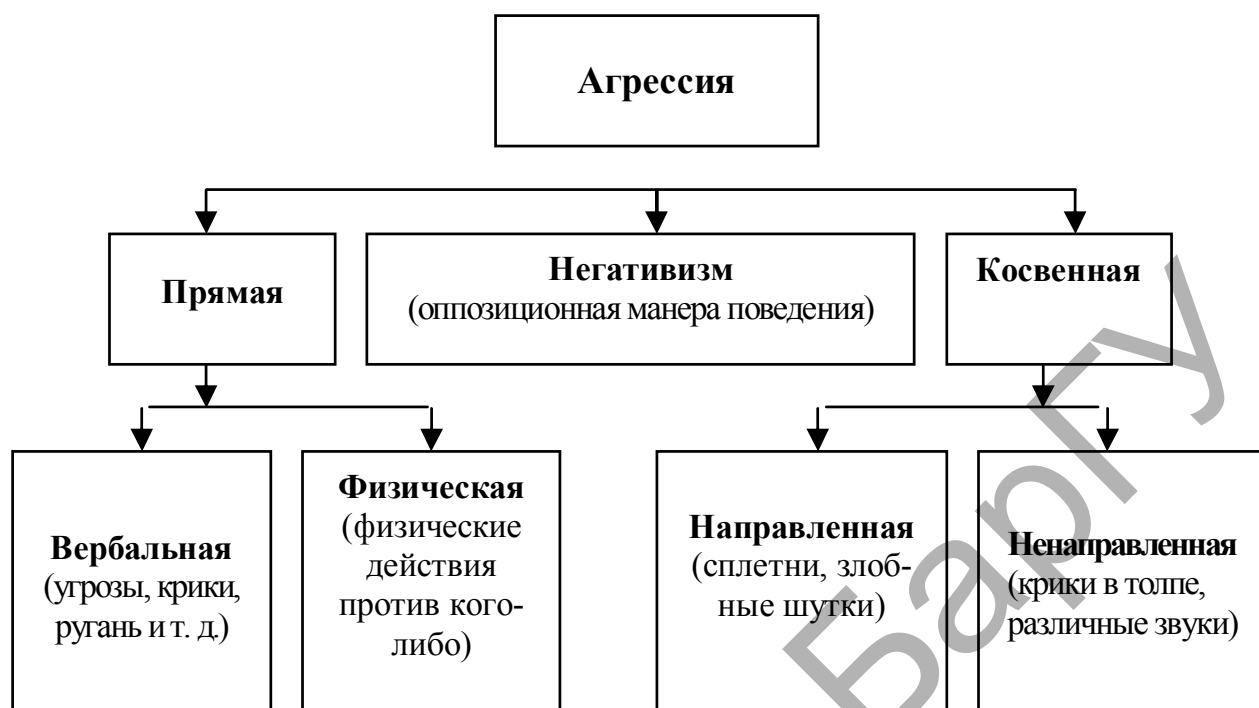 Агрессия
Прямая
Негативизм
(оппозиционная манера поведения)
Косвенная
Вербальная
(угрозы, крики,
ругань и т. д.)
Физическая
(физические
действия
против кого-
либо)
Направленная
(сплетни, злоб-
ные шутки)
Ненаправленная
(крики в толпе,
различные звуки)
БарГУ